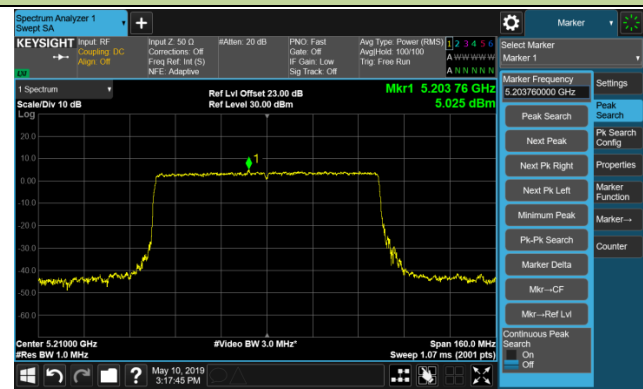 Spectrum Analyzer 1
Swept SA
+
Marker
KEYSIGHT
Input: RF
Coupling: DC
Align: Off
Input Z: 50 Ω
Corrections: Off
Freq Ref: Int (S)
NFE: Adaptive
#Atten: 20 dB
PNO: Fast
Gate: Off
IF Gain: Low
Sig Track: Off
Avg Type: Power (RMS)
Avg|Hold: 100/100
Trig: Free Run
1 2 3 4 5 6
A W W W W W
A N N N N N
LXI
Select Marker
Marker 1
1 Spectrum
Scale/Div 10 dB
Log
Ref Lvl Offset 23.00 dB
Ref Level 30.00 dBm
Mkr1 5.203 76 GHz
5.025 dBm
20.0
10.0
0.00
-10.0
-20.0
-30.0
-40.0
-50.0
-60.0
1
Center 5.21000 GHz
#Res BW 1.0 MHz
#Video BW 3.0 MHz*
Span 160.0 MHz
Sweep 1.07 ms (2001 pts)
Marker Frequency
5.203760000 GHz
Peak Search
Next Peak
Next Pk Right
Next Pk Left
Minimum Peak
Pk-Pk Search
Marker Delta
Mkr→CF
Mkr→Ref Lvl
Continuous Peak
Search
On
Off
Settings
Peak
Search
Pk Search
Config
Properties
Marker
Function
Marker→
Counter
?
May 10, 2019
3:17:45 PM